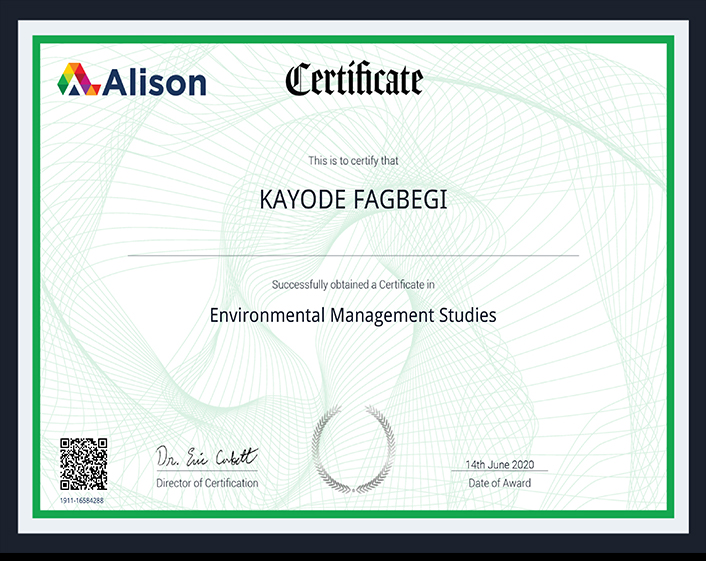 Alison
Certificate
This is to certify that
KAYODE FAGBEGI
Successfully obtained a Certificate in
Environmental Management Studies
Dr. Eric Corbett
Director of Certification
14th June 2020
Date of Award
1911-16584288